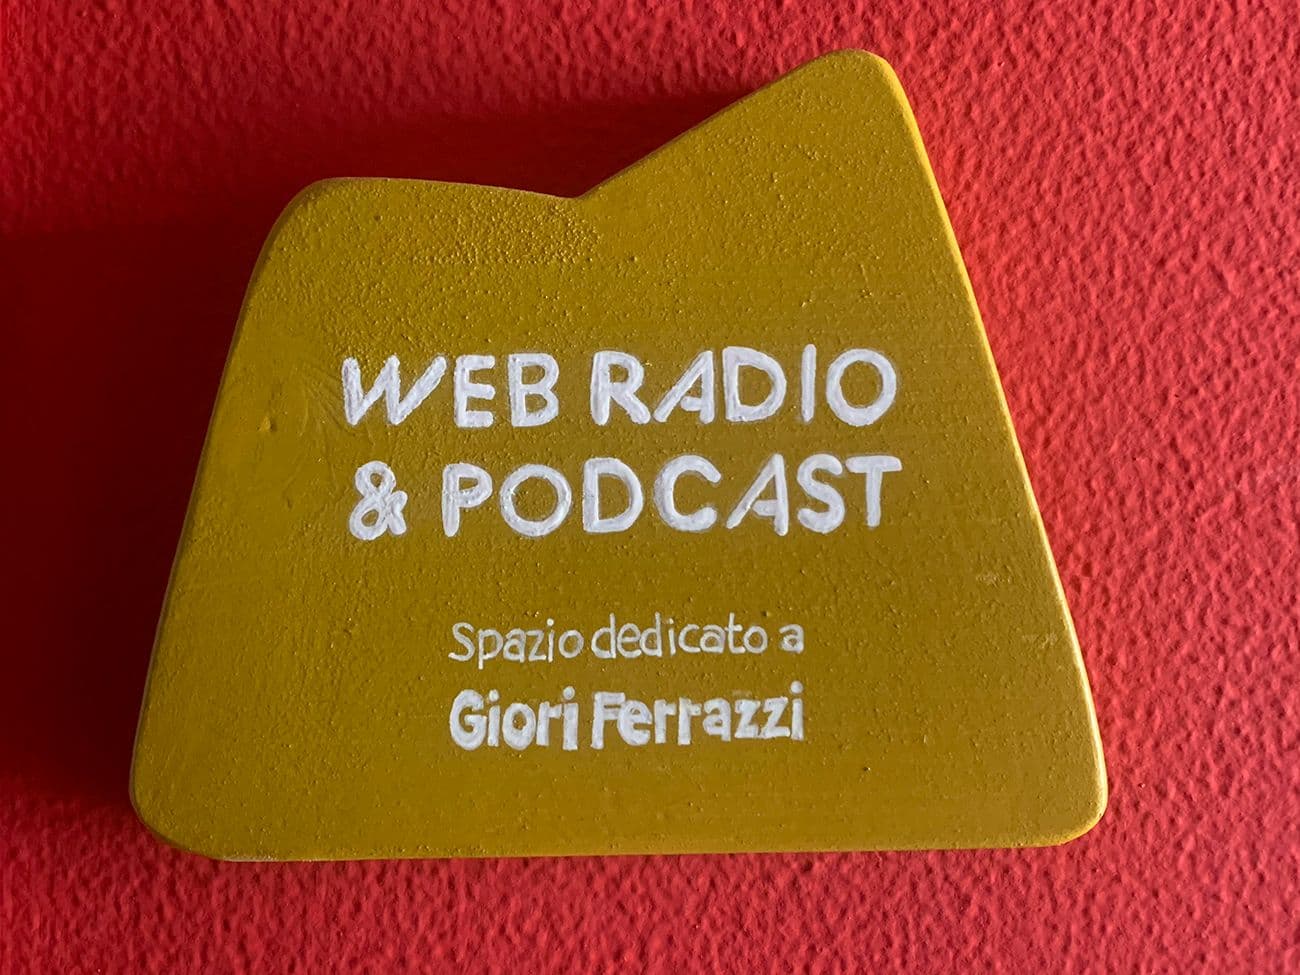 WEB RADIO
& PODCAST
Spazio dedicato a
Giori Ferrazzi